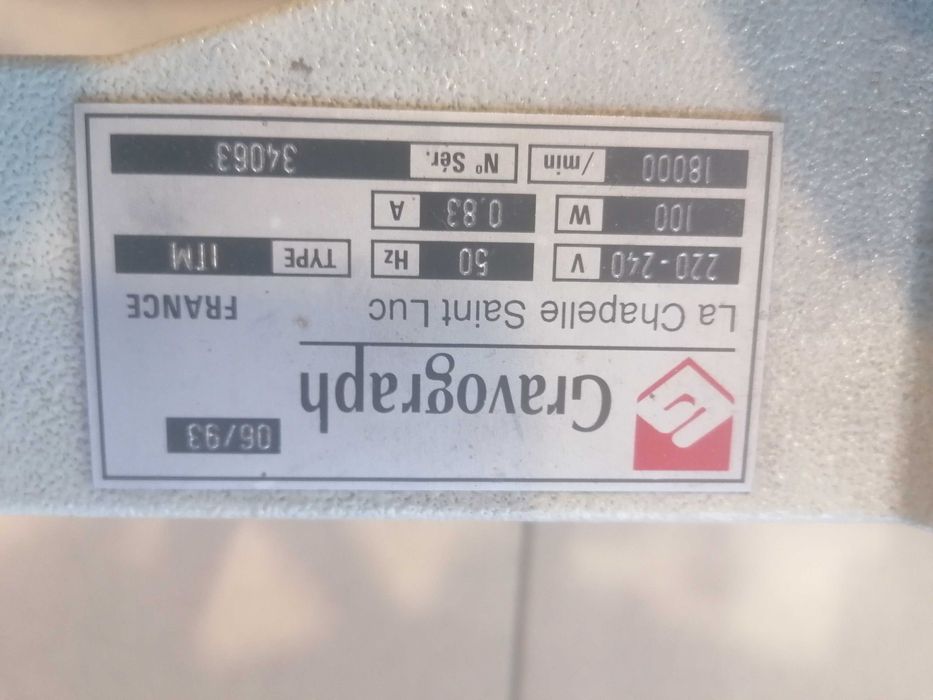 06/93
Gravograph
La Chapelle Saint Luc FRANCE
220-240 V 50 Hz TYPE ITM
100 W 0.83 A
18000 /min N° Sér. 34063